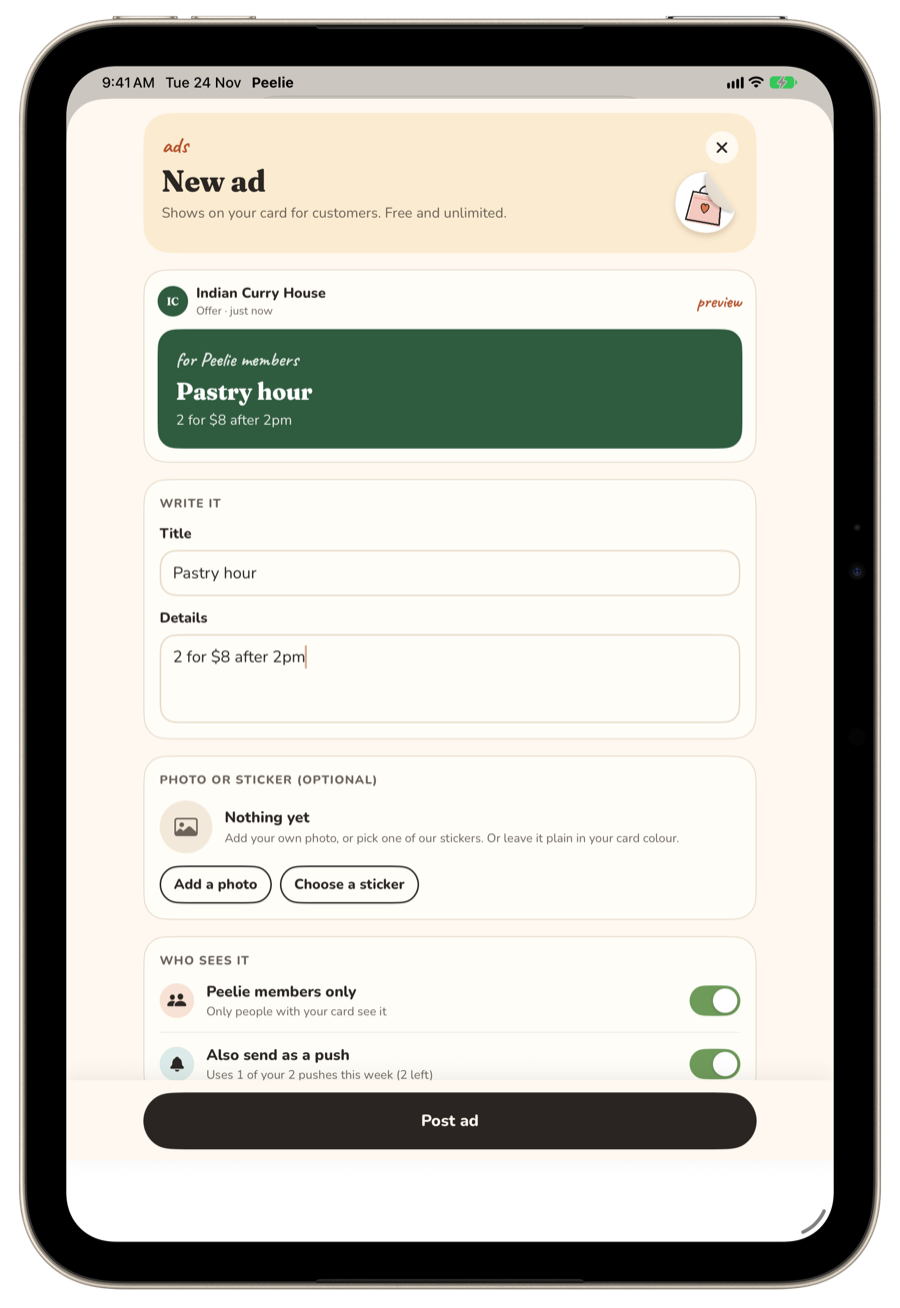 9:41 AM Tue 24 Nov Peelie
ads
New ad
Shows on your card for customers. Free and unlimited.
IC
Indian Curry House
Offer · just now
preview
for Peelie members
Pastry hour
2 for $8 after 2pm
WRITE IT
Title
Pastry hour
Details
2 for $8 after 2pm
PHOTO OR STICKER (OPTIONAL)
Nothing yet
Add your own photo, or pick one of our stickers. Or leave it plain in your card colour.
Add a photo
Choose a sticker
WHO SEES IT
Peelie members only
Only people with your card see it
Also send as a push
Uses 1 of your 2 pushes this week (2 left)
Post ad